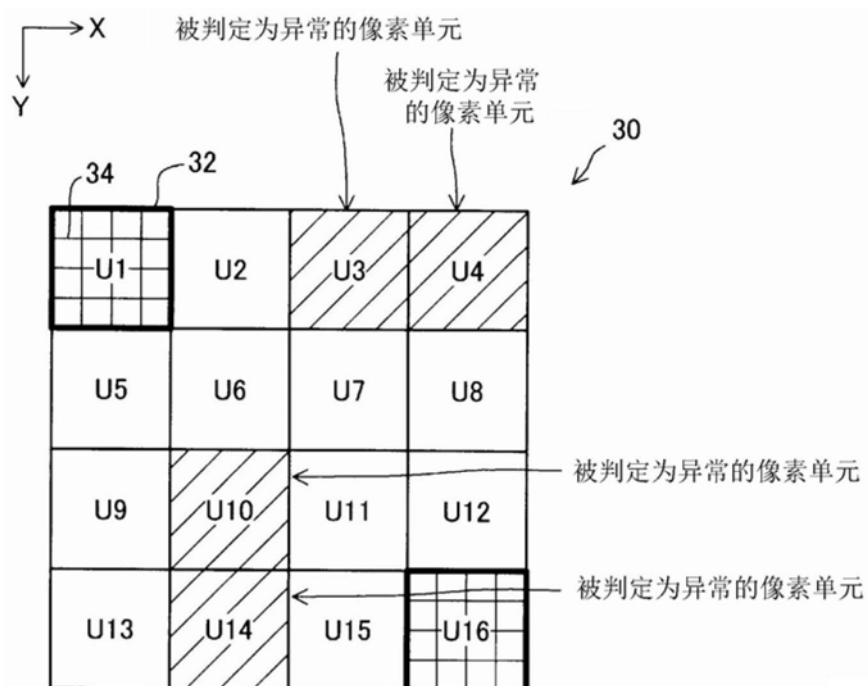 X
Y
被判定为异常的像素单元
被判定为异常
的像素单元
30
34
32
U1 U2 U3 U4
U5 U6 U7 U8
U9 U10 U11 U12
被判定为异常的像素单元
U13 U14 U15 U16
被判定为异常的像素单元